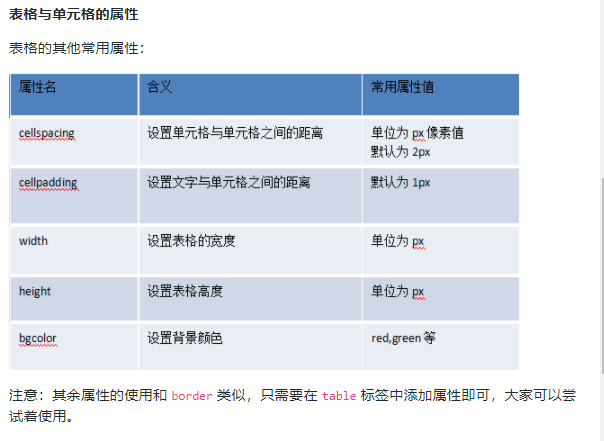 表格与单元格的属性
表格的其他常用属性：
属性名 含义 常用属性值
cellspacing 设置单元格与单元格之间的距离 单位为 px 像素值
默认为 2px
cellpadding 设置文字与单元格之间的距离 默认为 1px
width 设置表格的宽度 单位为 px
height 设置表格高度 单位为 px
bgcolor 设置背景颜色 red,green 等
注意：其余属性的使用和 border 类似，只需要在 table 标签中添加属性即可，大家可以尝
试着使用。